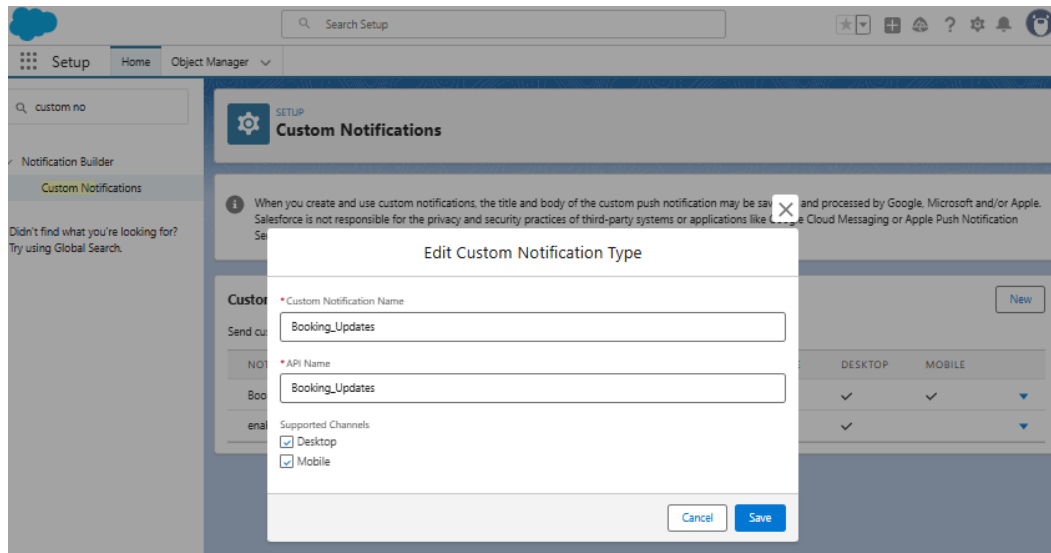 Search Setup
Setup
Home
Object Manager
custom no
Notification Builder
Custom Notifications
Didn't find what you're looking for?
Try using Global Search.
SETUP
Custom Notifications
When you create and use custom notifications, the title and body of the custom push notification may be and processed by Google, Microsoft and/or Apple.
Salesforce is not responsible for the privacy and security practices of third-party systems or applications like Cloud Messaging or Apple Push Notification
New
Send
DESKTOP
MOBILE
Edit Custom Notification Type
*Custom Notification Name
Booking_Updates
*API Name
Booking_Updates
Supported Channels
Desktop
Mobile
Cancel
Save